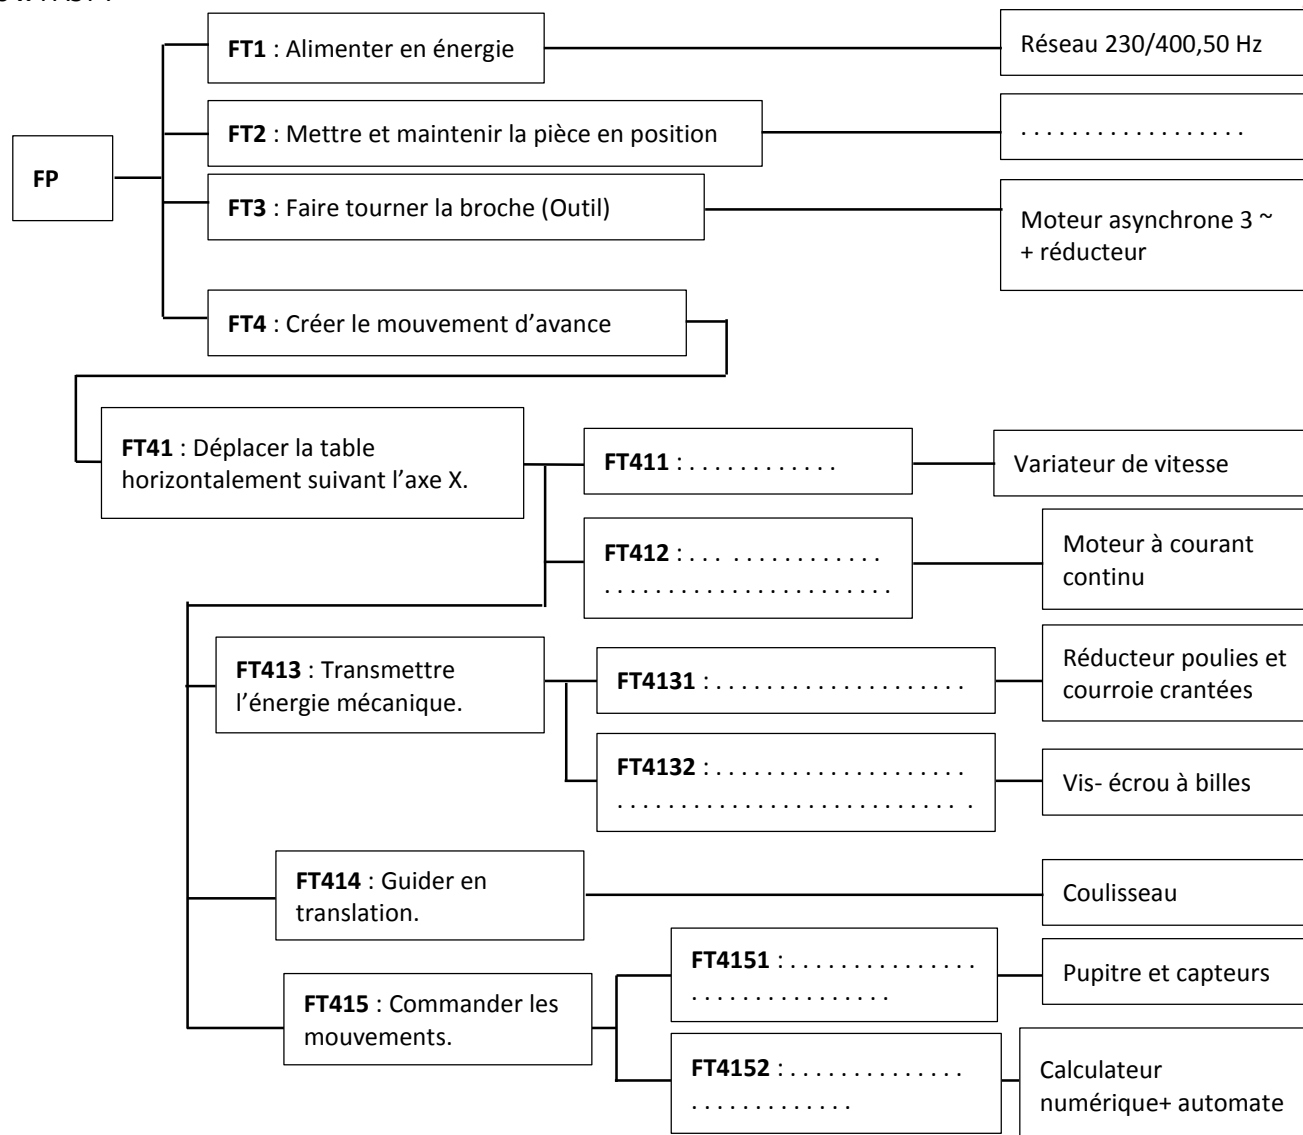 FT1 : Alimenter en énergie
Réseau 230/400,50 Hz
FT2 : Mettre et maintenir la pièce en position
. . . . . . . . . . . . . . . . . .
FP
FT3 : Faire tourner la broche (Outil)
Moteur asynchrone 3 ~
+ réducteur
FT4 : Créer le mouvement d’avance
FT41 : Déplacer la table
horizontalement suivant l’axe X.
FT411 : . . . . . . . . . . . .
Variateur de vitesse
FT412 : . . .  . . . . . . . . . . . . .
. . . . . . . . . . . . . . . . . . . . . . .
Moteur à courant
continu
FT413 : Transmettre
l’énergie mécanique.
FT4131 : . . . . . . . . . . . . . . . . . . . .
Réducteur poulies et
courroie crantées
FT4132 : . . . . . . . . . . . . . . . . . . . .
. . . . . . . . . . . . . . . . . . . . . . . . . . .  .
Vis- écrou à billes
FT414 : Guider en
translation.
Coulisseau
FT415 : Commander les
mouvements.
FT4151 : . . . . . . . . . . . . . . .
. . . . . . . . . . . . . . . .
Pupitre et capteurs
FT4152 : . . . . . . . . . . . . . .
. . . . . . . . . . . . .
Calculateur
numérique+ automate